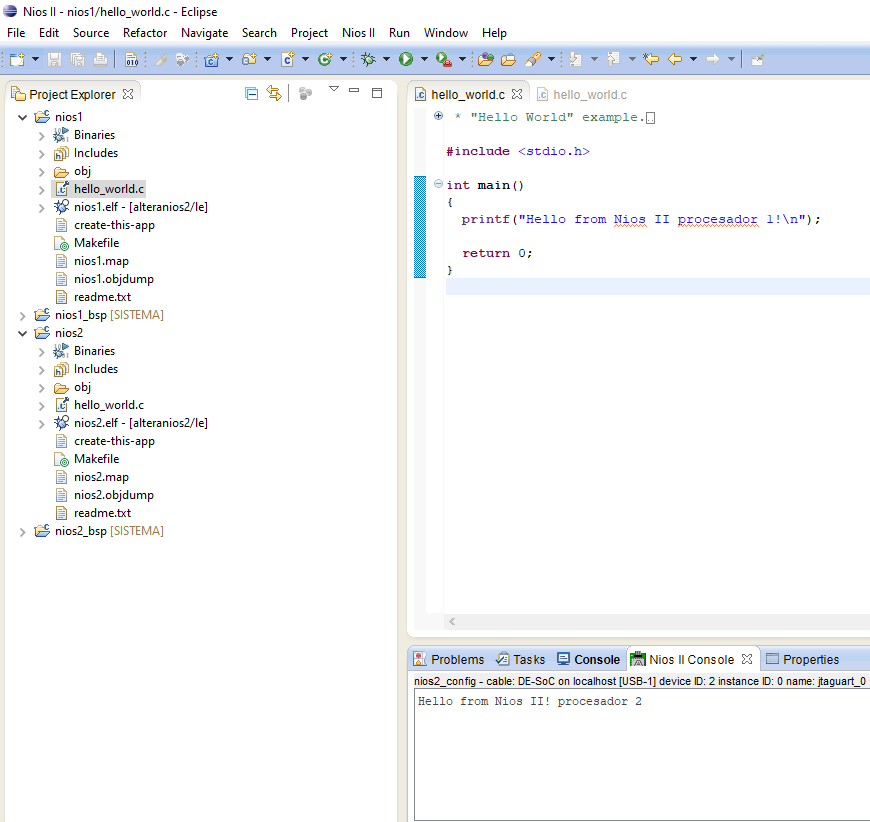 Nios II - nios1/hello_world.c - Eclipse
File Edit Source Refactor Navigate Search Project Nios II Run Window Help
010
Project Explorer
nios1
Binaries
Includes
obj
hello_world.c
nios1.elf - [alteranios2/le]
create-this-app
Makefile
nios1.map
nios1.objdump
readme.txt
nios1_bsp [SISTEMA]
nios2
Binaries
Includes
obj
hello_world.c
nios2.elf - [alteranios2/le]
create-this-app
Makefile
nios2.map
nios2.objdump
readme.txt
nios2_bsp [SISTEMA]
hello_world.c hello_world.c
* "Hello World" example.
#include <stdio.h>
int main()
{
printf("Hello from Nios II procesador 1!\n");
return 0;
}
Problems Tasks Console Nios II Console Properties
nios2_config - cable: DE-SoC on localhost [USB-1] device ID: 2 instance ID: 0 name: jtaguart_0
Hello from Nios II! procesador 2